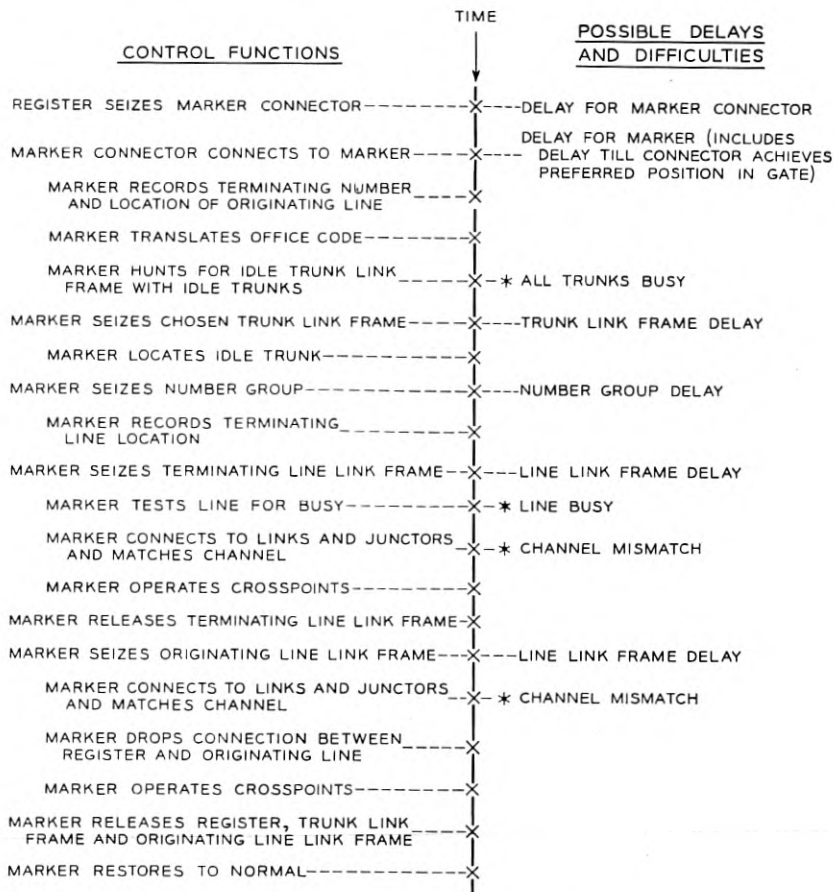 TIME
CONTROL FUNCTIONS
POSSIBLE DELAYS
AND DIFFICULTIES
REGISTER SEIZES MARKER CONNECTOR
DELAY FOR MARKER CONNECTOR
MARKER CONNECTOR CONNECTS TO MARKER
DELAY FOR MARKER (INCLUDES
DELAY TILL CONNECTOR ACHIEVES
PREFERRED POSITION IN GATE)
MARKER RECORDS TERMINATING NUMBER
AND LOCATION OF ORIGINATING LINE
MARKER TRANSLATES OFFICE CODE
MARKER HUNTS FOR IDLE TRUNK LINK
FRAME WITH IDLE TRUNKS
* ALL TRUNKS BUSY
MARKER SEIZES CHOSEN TRUNK LINK FRAME
TRUNK LINK FRAME DELAY
MARKER LOCATES IDLE TRUNK
MARKER SEIZES NUMBER GROUP
NUMBER GROUP DELAY
MARKER RECORDS TERMINATING
LINE LOCATION
MARKER SEIZES TERMINATING LINE LINK FRAME
LINE LINK FRAME DELAY
MARKER TESTS LINE FOR BUSY
* LINE BUSY
MARKER CONNECTS TO LINKS AND JUNCTORS
AND MATCHES CHANNEL
* CHANNEL MISMATCH
MARKER OPERATES CROSSPOINTS
MARKER RELEASES TERMINATING LINE LINK FRAME
MARKER SEIZES ORIGINATING LINE LINK FRAME
LINE LINK FRAME DELAY
MARKER CONNECTS TO LINKS AND JUNCTORS
AND MATCHES CHANNEL
* CHANNEL MISMATCH
MARKER DROPS CONNECTION BETWEEN
REGISTER AND ORIGINATING LINE
MARKER OPERATES CROSSPOINTS
MARKER RELEASES REGISTER, TRUNK LINK
FRAME AND ORIGINATING LINE LINK FRAME
MARKER RESTORES TO NORMAL